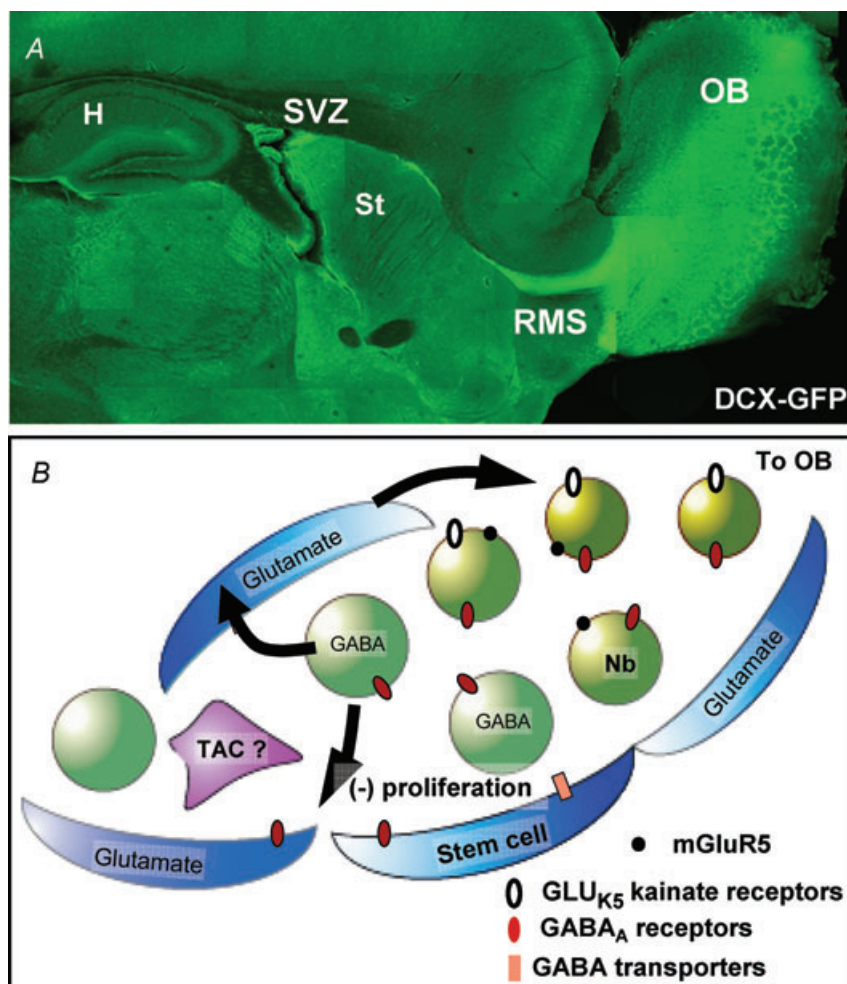 A
H
SVZ
OB
St
RMS
DCX-GFP
B
To OB
Glutamate
GABA
Nb
Glutamate
GABA
TAC ?
(-) proliferation
Glutamate
Stem cell
mGluR5
GLUK5 kainate receptors
GABAA receptors
GABA transporters